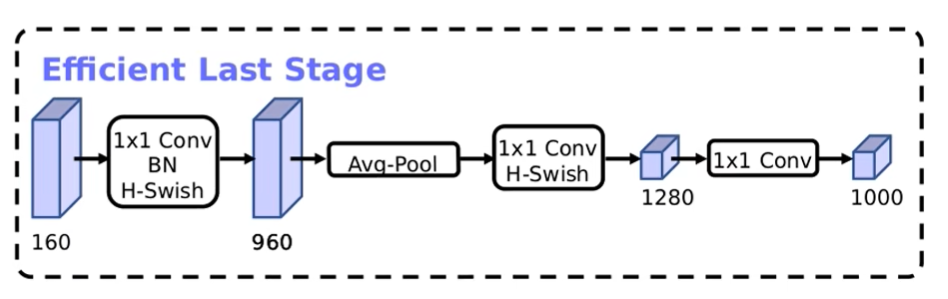 Efficient Last Stage
1x1 Conv
BN
H-Swish
Avg-Pool
1x1 Conv
H-Swish
1x1 Conv
160
960
1280
1000